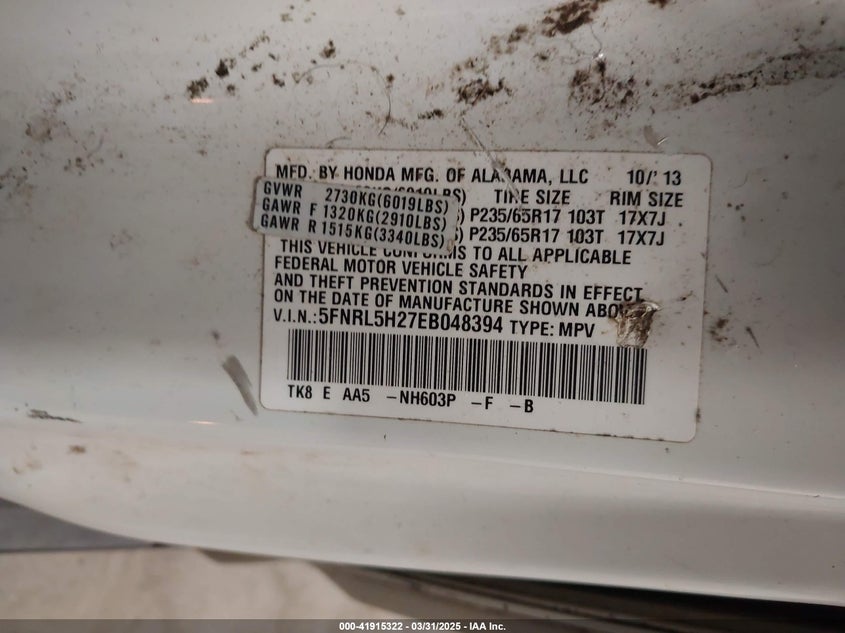 MFD. BY HONDA MFG. OF ALABAMA, LLC 10/'13
TIRE SIZE RIM SIZE
GVWR 2730KG(6019LBS)
GAWR F 1320KG(2910LBS) P235/65R17 103T 17X7J
GAWR R 1515KG(3340LBS) P235/65R17 103T 17X7J
THIS VEHICLE CONFORMS TO ALL APPLICABLE
FEDERAL MOTOR VEHICLE SAFETY
AND THEFT PREVENTION STANDARDS IN EFFECT
ON THE DATE OF MANUFACTURE SHOWN ABOVE
V.I.N.:5FNRL5H27EB048394 TYPE: MPV
TK8 E AA5 -NH603P -F -B
000-41915322 - 03/31/2025 - IAA Inc.